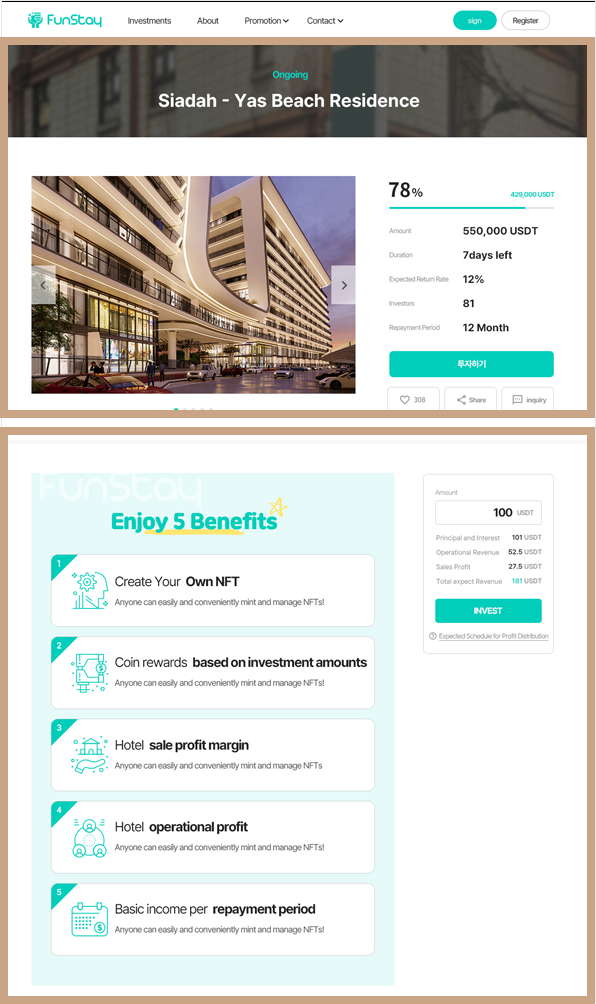 FunStay Investments About Promotion Contact sign Register
Ongoing
Siadah - Yas Beach Residence
78%
429,000 USDT
Amount 550,000 USDT
Duration 7days left
Expected Return Rate 12%
Investors 81
Repayment Period 12 Month
투자하기
308 Share inquiry
FunStay
Enjoy 5 Benefits
1
Create Your Own NFT
Anyone can easily and conveniently mint and manage NFTs!
2
Coin rewards based on investment amounts
Anyone can easily and conveniently mint and manage NFTs!
3
Hotel sale profit margin
Anyone can easily and conveniently mint and manage NFTs
4
Hotel operational profit
Anyone can easily and conveniently mint and manage NFTs!
5
Basic income per repayment period
Anyone can easily and conveniently mint and manage NFTs!
Amount
100 USDT
Principal and Interest 101 USDT
Operational Revenue 52.5 USDT
Sales Profit 27.5 USDT
Total expect Revenue 181 USDT
INVEST
Expected Schedule for Profit Distribution